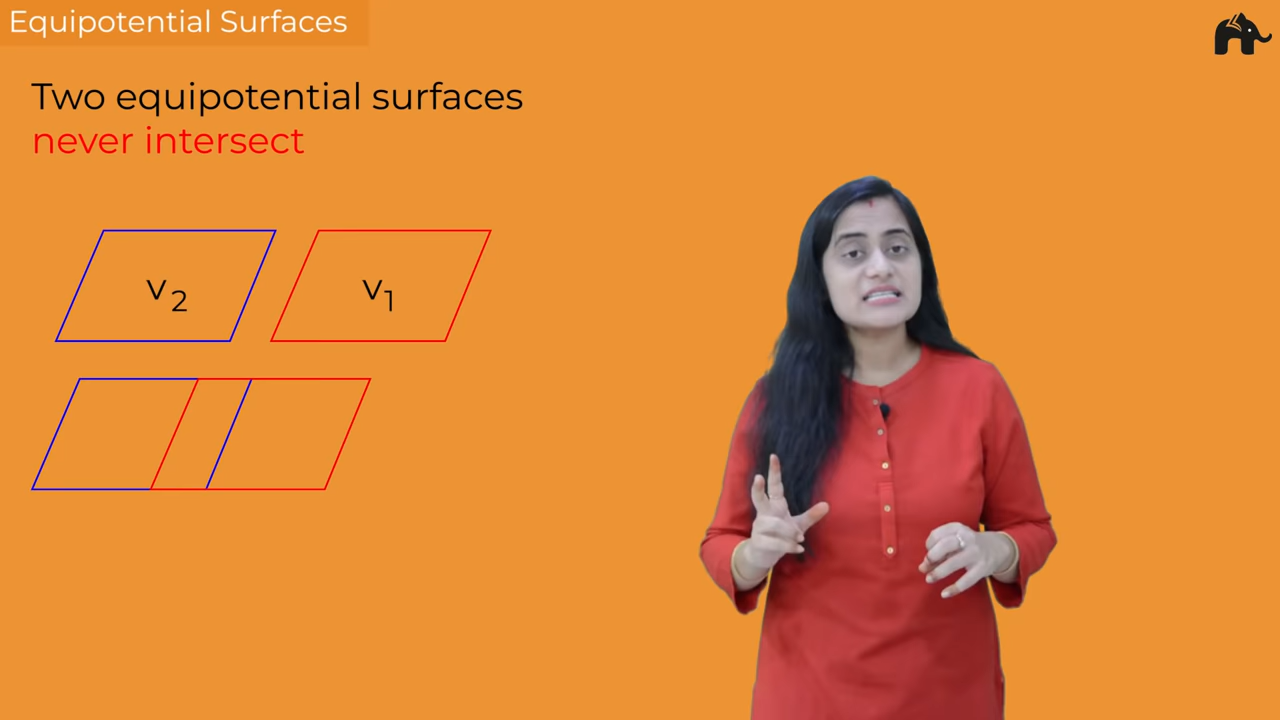 Equipotential Surfaces
Two equipotential surfaces
never intersect
v2 v1